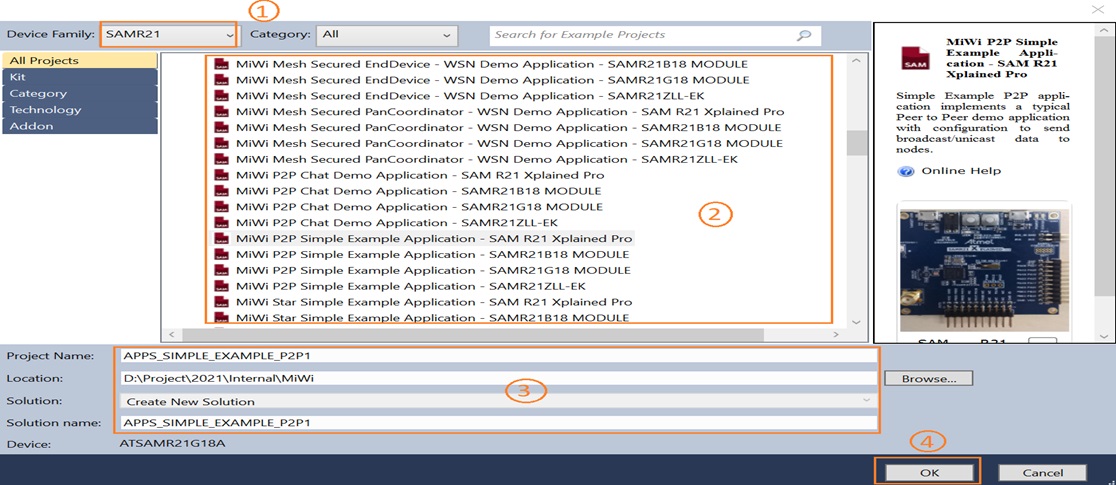 1
Device Family: SAMR21 Category: All Search for Example Projects
All Projects
Kit
Category
Technology
Addon
MiWi Mesh Secured EndDevice - WSN Demo Application - SAMR21B18 MODULE
MiWi Mesh Secured EndDevice - WSN Demo Application - SAMR21G18 MODULE
MiWi Mesh Secured EndDevice - WSN Demo Application - SAMR21ZLL-EK
MiWi Mesh Secured PanCoordinator - WSN Demo Application - SAM R21 Xplained Pro
MiWi Mesh Secured PanCoordinator - WSN Demo Application - SAMR21B18 MODULE
MiWi Mesh Secured PanCoordinator - WSN Demo Application - SAMR21G18 MODULE
MiWi Mesh Secured PanCoordinator - WSN Demo Application - SAMR21ZLL-EK
MiWi P2P Chat Demo Application - SAM R21 Xplained Pro
MiWi P2P Chat Demo Application - SAMR21B18 MODULE
MiWi P2P Chat Demo Application - SAMR21G18 MODULE
MiWi P2P Chat Demo Application - SAMR21ZLL-EK
MiWi P2P Simple Example Application - SAM R21 Xplained Pro
MiWi P2P Simple Example Application - SAMR21B18 MODULE
MiWi P2P Simple Example Application - SAMR21G18 MODULE
MiWi P2P Simple Example Application - SAMR21ZLL-EK
MiWi Star Simple Example Application - SAM R21 Xplained Pro
MiWi Star Simple Example Application - SAMR21B18 MODULE
2
SAM
MiWi P2P Simple
Example Appli-
cation - SAM R21
Xplained Pro
Simple Example P2P appli-
cation implements a typical
Peer to Peer demo application
with configuration to send
broadcast/unicast data to
nodes.
Online Help
Atmel
Project Name: APPS_SIMPLE_EXAMPLE_P2P1
Location: D:\Project\2021\Internal\MiWi Browse...
3
Solution: Create New Solution
Solution name: APPS_SIMPLE_EXAMPLE_P2P1
Device: ATSAMR21G18A
4
OK Cancel